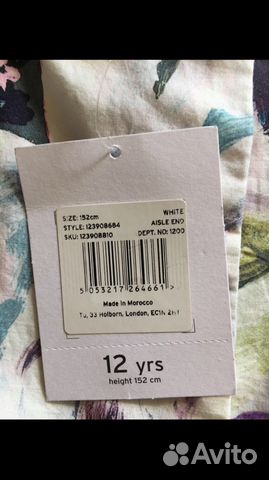 SIZE: 152cm WHITE
STYLE: 123908684 AISLE END
SKU: 123908810 DEPT. NO: 1200
5 053217 264661 >
Made in Morocco
TU, 33 Holborn, London, EC1N 2HT
12 yrs
height 152 cm
Avito